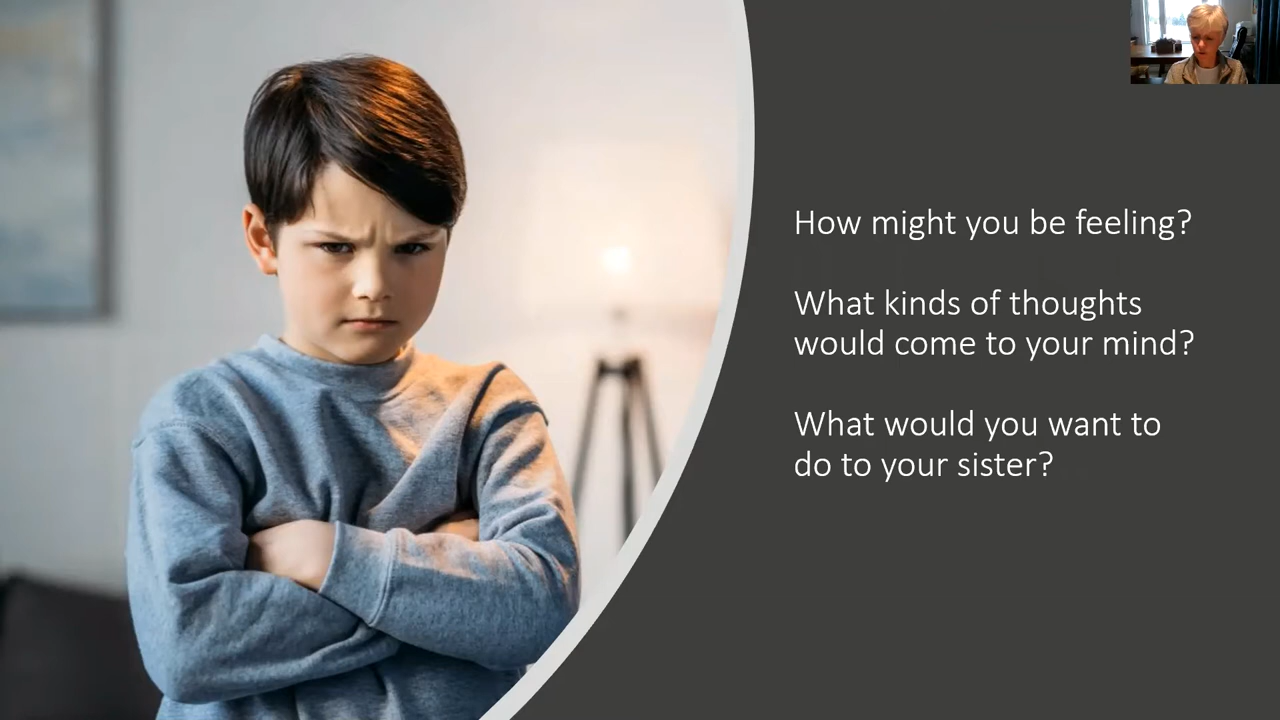 How might you be feeling?
What kinds of thoughts
would come to your mind?
What would you want to
do to your sister?